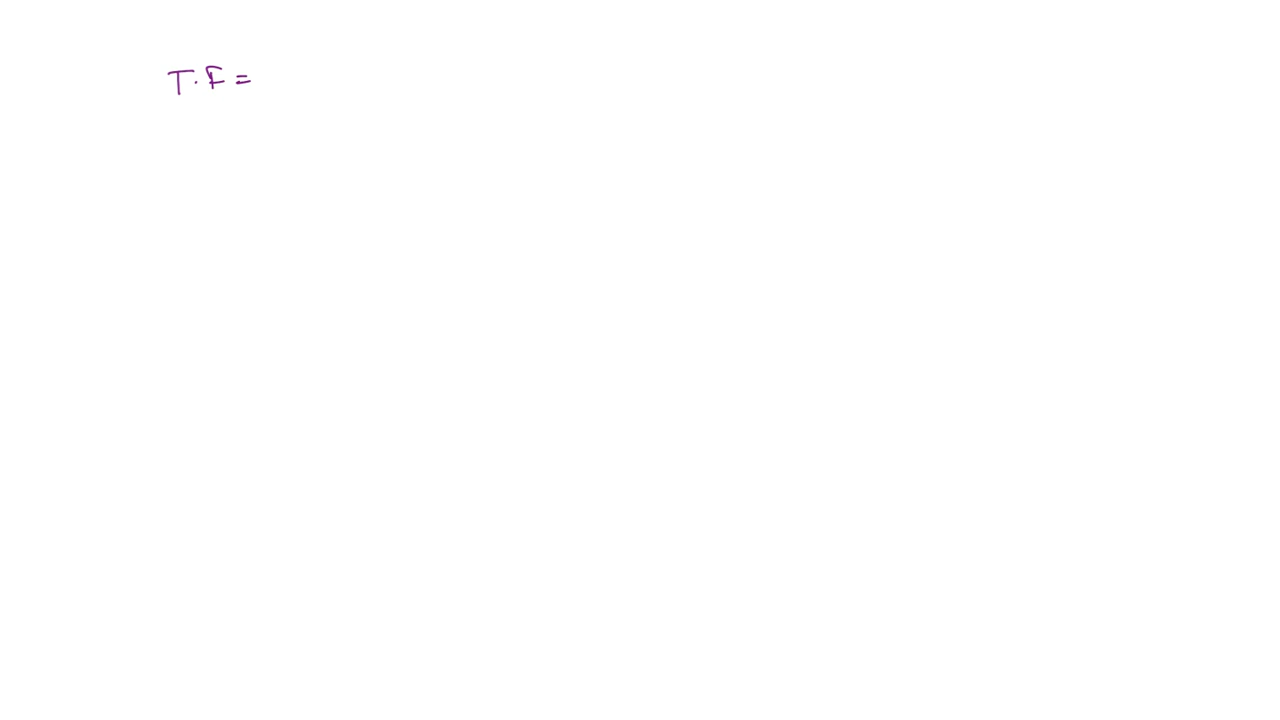 T.F =